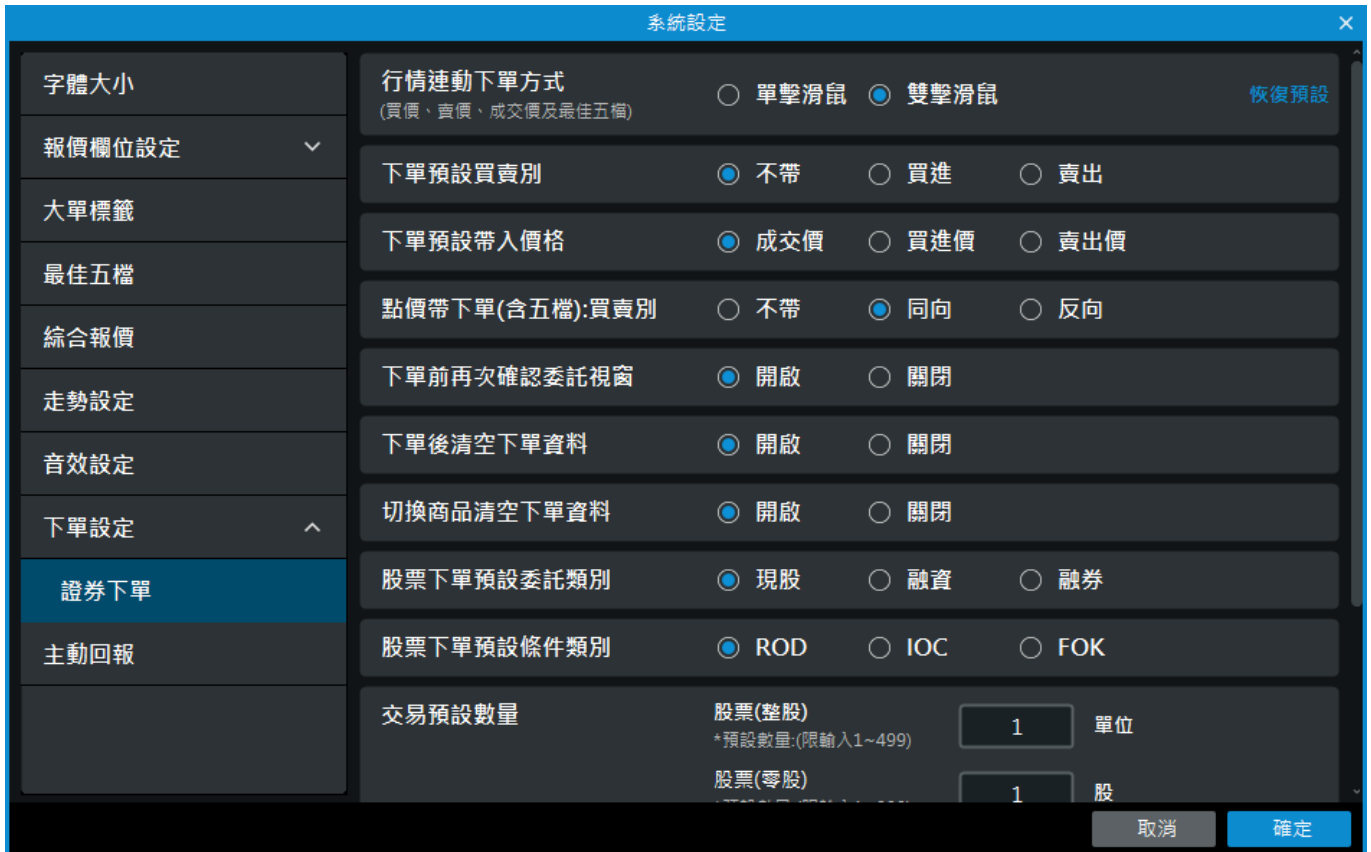 系統設定
字體大小
報價欄位設定
大單標籤
最佳五檔
綜合報價
走勢設定
音效設定
下單設定
證券下單
主動回報
行情連動下單方式
(買價、賣價、成交價及最佳五檔)
單擊滑鼠 雙擊滑鼠
恢復預設
下單預設買賣別 不帶 買進 賣出
下單預設帶入價格 成交價 買進價 賣出價
點價帶下單(含五檔):買賣別 不帶 同向 反向
下單前再次確認委託視窗 開啟 關閉
下單後清空下單資料 開啟 關閉
切換商品清空下單資料 開啟 關閉
股票下單預設委託類別 現股 融資 融券
股票下單預設條件類別 ROD IOC FOK
交易預設數量 股票(整股) 1 單位
*預設數量:(限輸入1~499)
股票(零股) 1 股
取消 確定